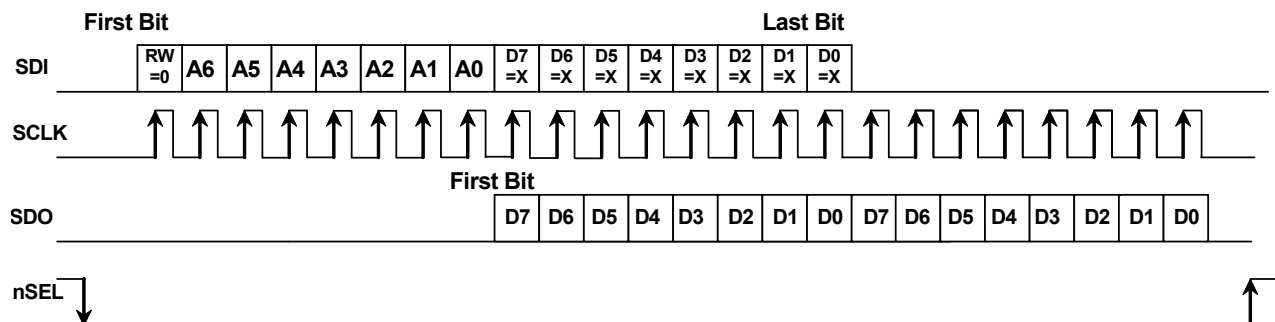 First Bit Last Bit
SDI RW =0 A6 A5 A4 A3 A2 A1 A0 D7 =X D6 =X D5 =X D4 =X D3 =X D2 =X D1 =X D0 =X
SCLK
First Bit
SDO D7 D6 D5 D4 D3 D2 D1 D0 D7 D6 D5 D4 D3 D2 D1 D0
nSEL